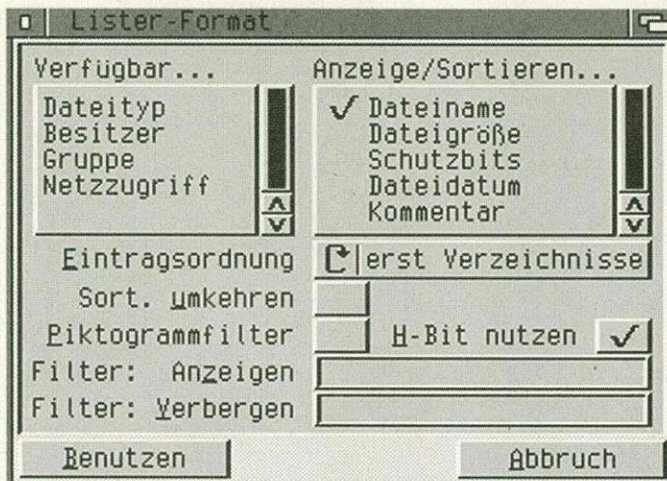 Lister-Format
Verfügbar...
Dateityp
Besitzer
Gruppe
Netzzugriff
Anzeige/Sortieren...
Dateiname
Dateigröße
Schutzbits
Dateidatum
Kommentar
Eintragsordnung erst Verzeichnisse
Sort. umkehren
Piktogrammfilter H-Bit nutzen
Filter: Anzeigen
Filter: Verbergen
Benutzen Abbruch